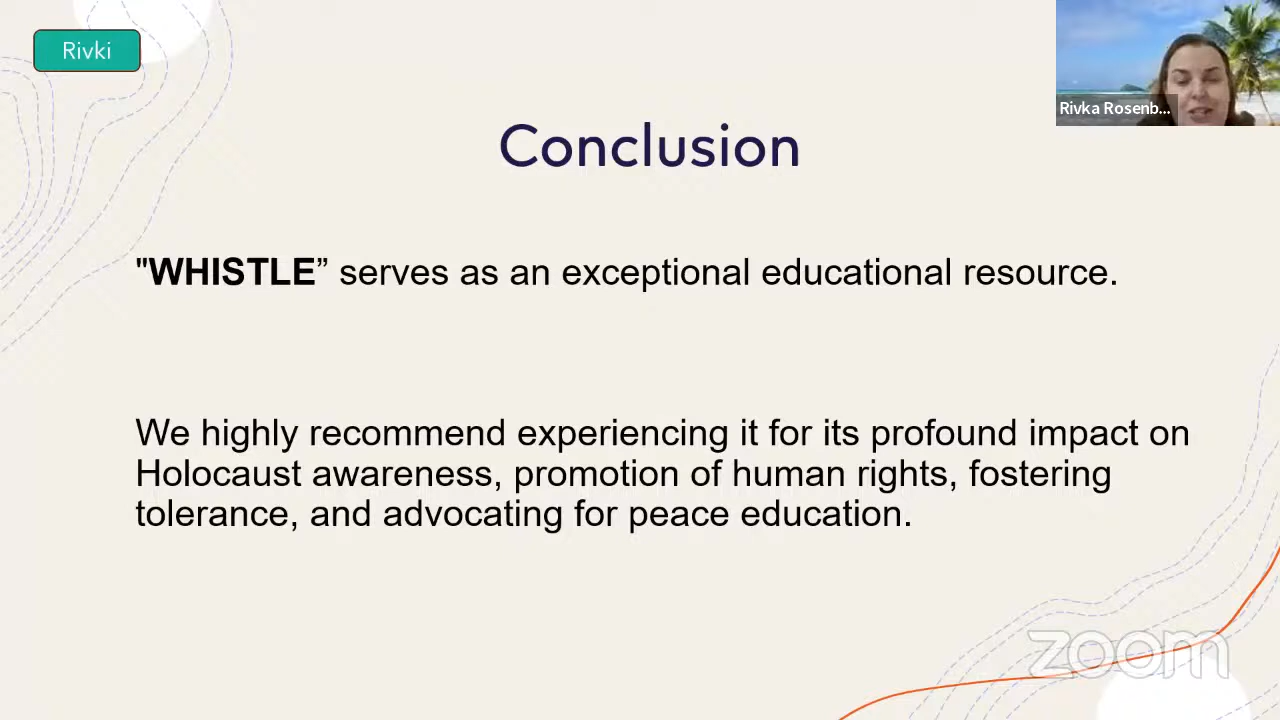 Rivki
Rivka Rosenb...
Conclusion
"WHISTLE” serves as an exceptional educational resource.
We highly recommend experiencing it for its profound impact on
Holocaust awareness, promotion of human rights, fostering
tolerance, and advocating for peace education.
zoom